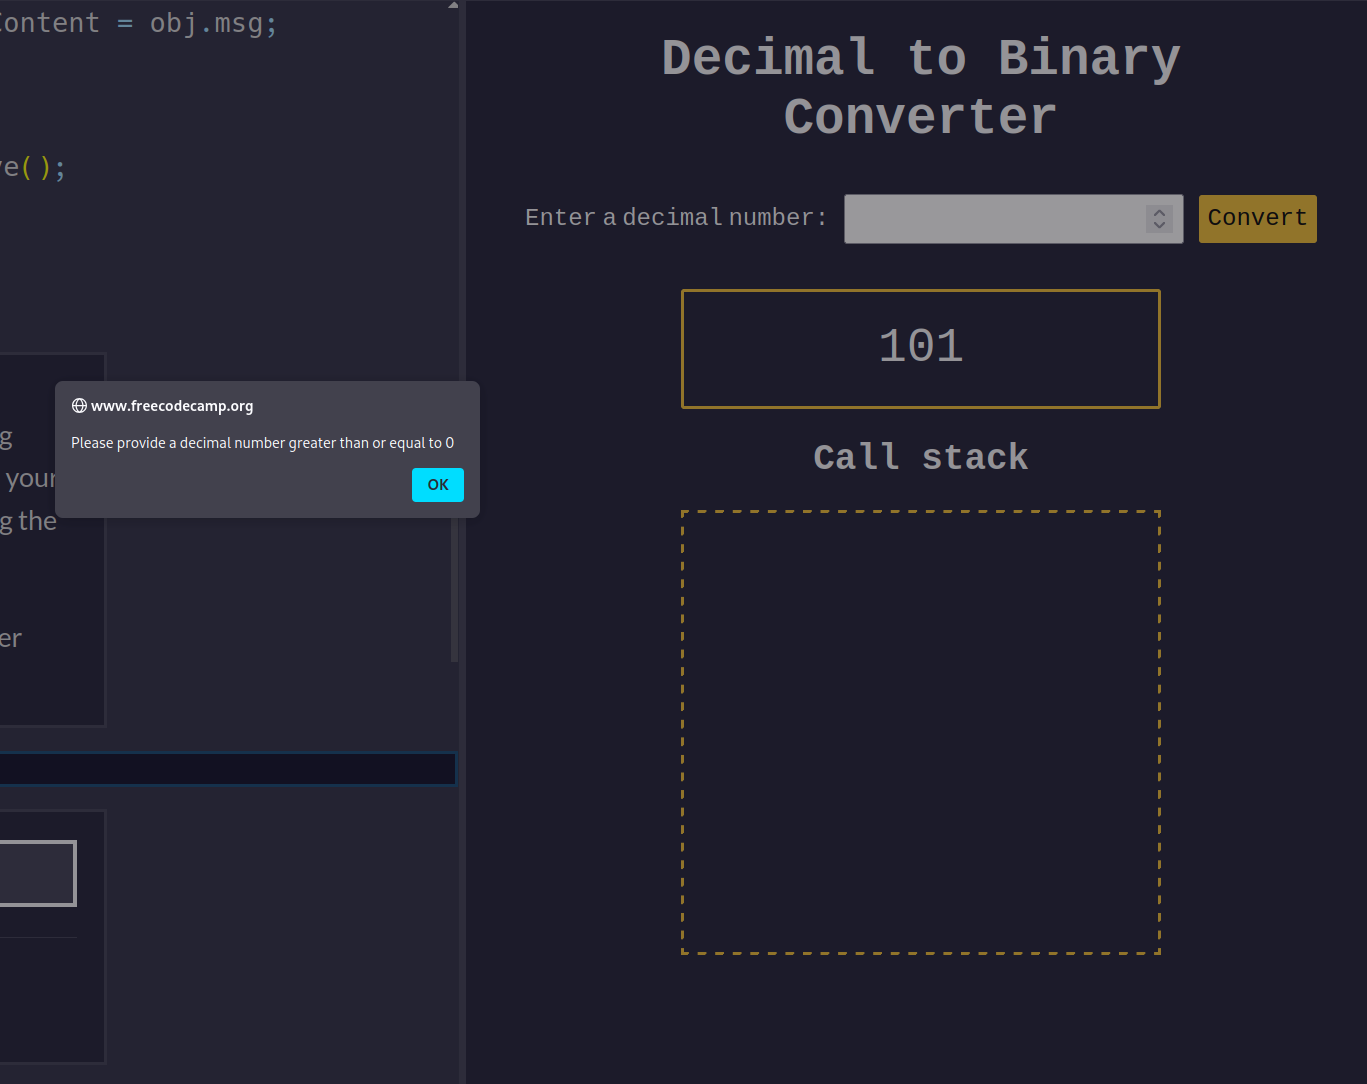 Content = obj.msg;
e();
g
your
g the
er
www.freecodecamp.org
Please provide a decimal number greater than or equal to 0
OK
Decimal to Binary
Converter
Enter a decimal number:
Convert
101
Call stack